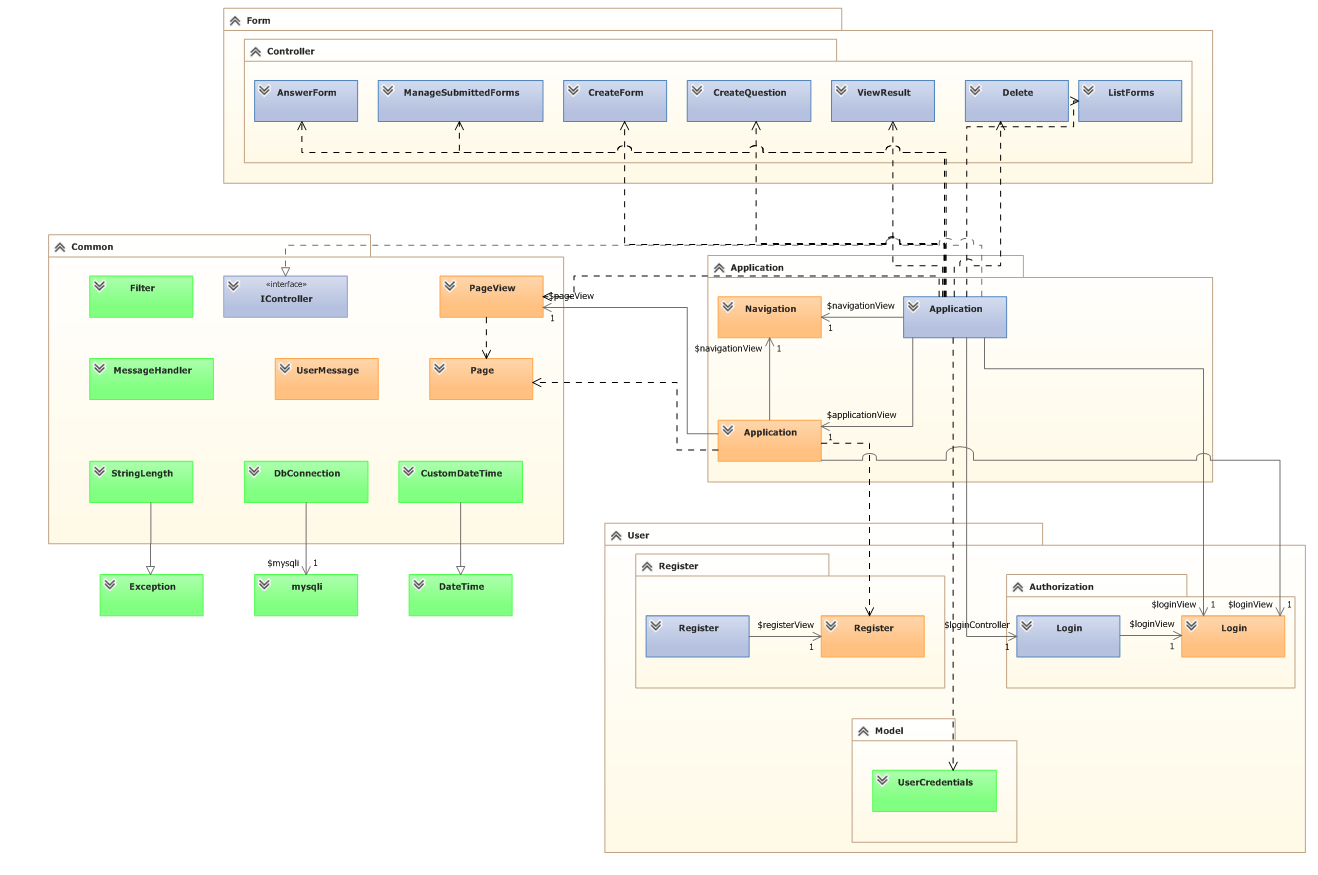 Form
Controller
AnswerForm
ManageSubmittedForms
CreateForm
CreateQuestion
ViewResult
Delete
ListForms
Common
Filter
«interface»
IController
PageView
$pageView
1
MessageHandler
UserMessage
Page
StringLength
DbConnection
CustomDateTime
$mysqli
1
Exception
mysqli
DateTime
Application
Navigation
$navigationView
1
Application
$navigationView
1
$applicationView
1
Application
User
Register
Register
$registerView
1
Register
Authorization
$loginView
1
$loginView
1
$loginController
1
Login
$loginView
1
Login
Model
UserCredentials